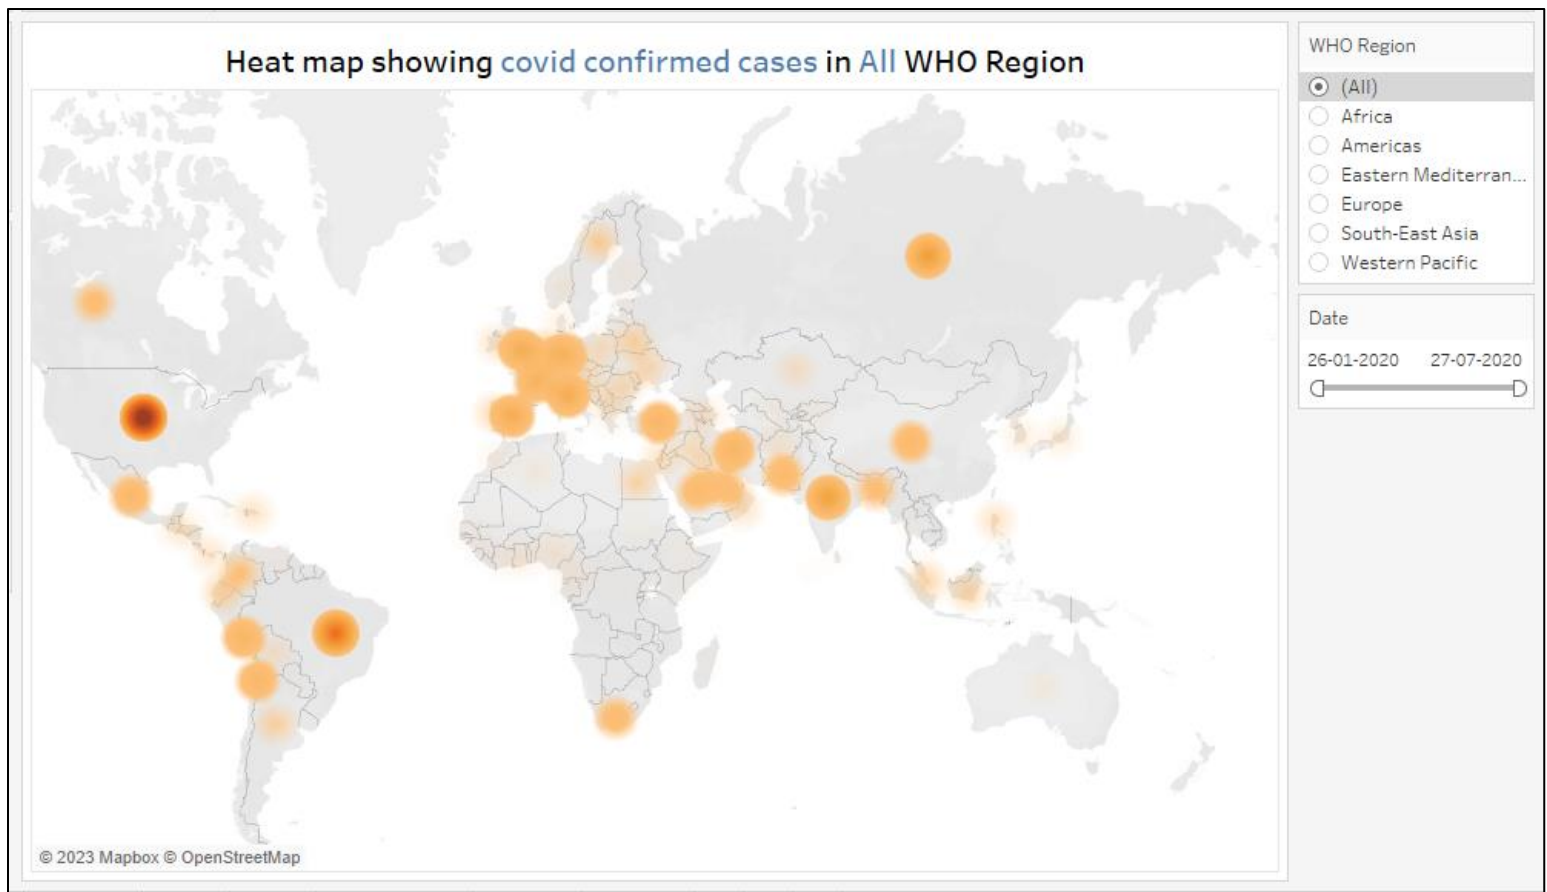 Heat map showing covid confirmed cases in All WHO Region
WHO Region
(All)
Africa
Americas
Eastern Mediterran...
Europe
South-East Asia
Western Pacific
Date
26-01-2020 27-07-2020
© 2023 Mapbox © OpenStreetMap